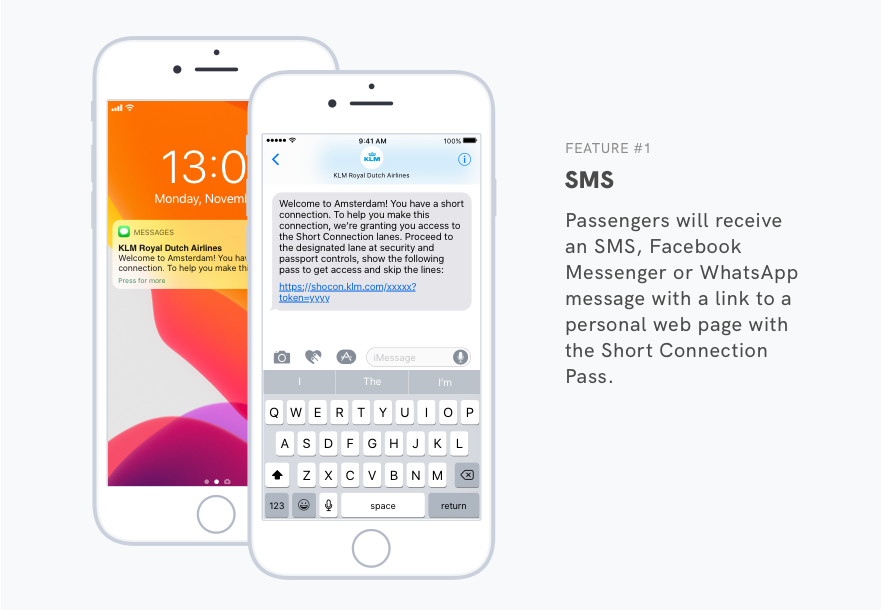 13:0
Monday, Novem
MESSAGES
KLM Royal Dutch Airlines
Welcome to Amsterdam! You hav
connection. To help you make th
Press for more
9:41 AM
100%
KLM
KLM Royal Dutch Airlines
Welcome to Amsterdam! You have a short
connection. To help you make this
connection, we're granting you access to
the Short Connection lanes. Proceed to
the designated lane at security and
passport controls, show the following
pass to get access and skip the lines:
https://shocon.klm.com/xxxxx?
token=yyyy
iMessage
I The I'm
Q W E R T Y U I O P
A S D F G H J K L
Z X C V B N M
123 space return
FEATURE #1
SMS
Passengers will receive
an SMS, Facebook
Messenger or WhatsApp
message with a link to a
personal web page with
the Short Connection
Pass.